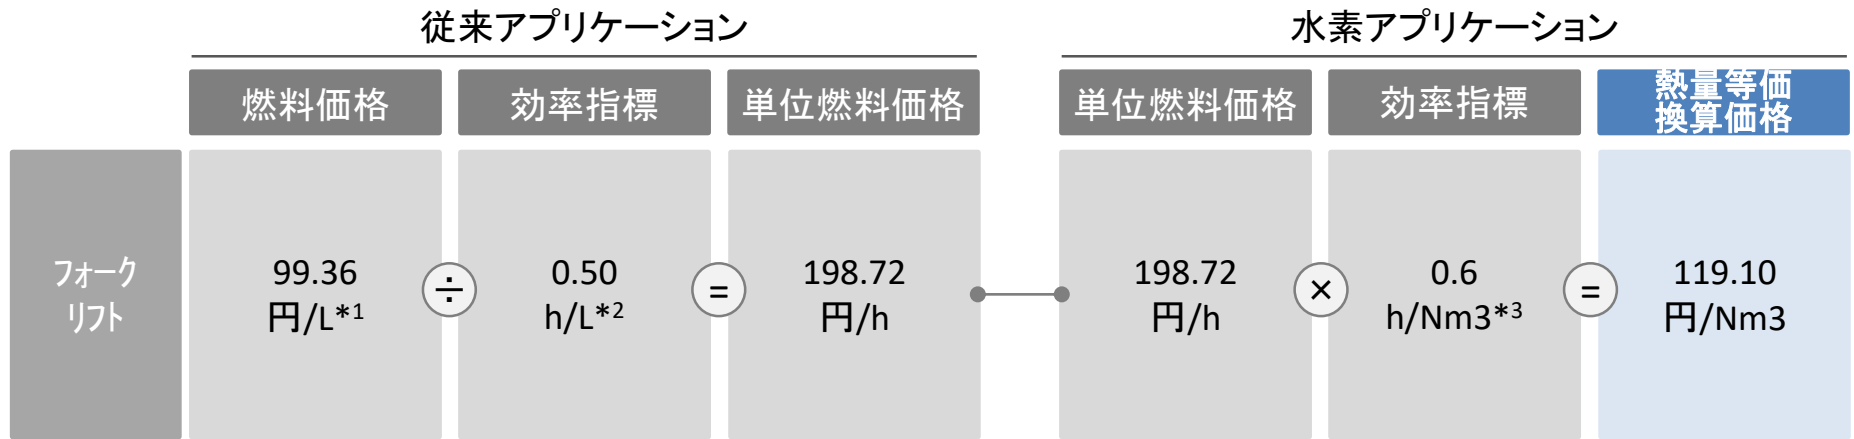 従来アプリケーション
水素アプリケーション
燃料価格
効率指標
単位燃料価格
単位燃料価格
効率指標
熱量等価
換算価格
フォーク
リフト
99.36
円/L*1
÷
0.50
h/L*2
=
198.72
円/h
198.72
円/h
×
0.6
h/Nm3*3
=
119.10
円/Nm3